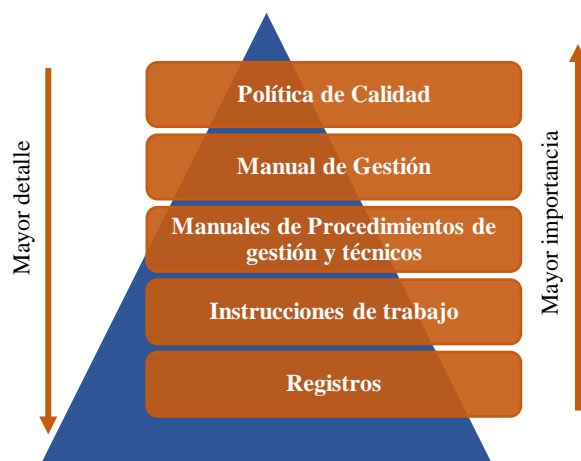 Política de Calidad
Manual de Gestión
Manuales de Procedimientos de
gestión y técnicos
Instrucciones de trabajo
Registros
Mayor detalle
Mayor importancia